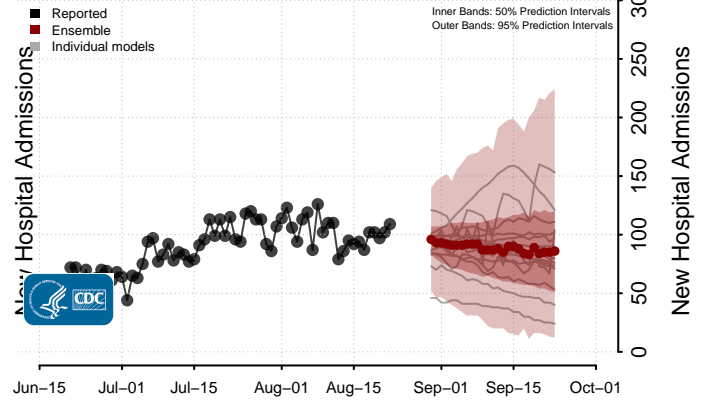 Reported
Ensemble
Individual models
Inner Bands: 50% Prediction Intervals
Outer Bands: 95% Prediction Intervals
New Hospital Admissions
CDC
0
50
100
150
200
250
New Hospital Admissions
Jun–15
Jul–01
Jul–15
Aug–01
Aug–15
Sep–01
Sep–15
Oct–01